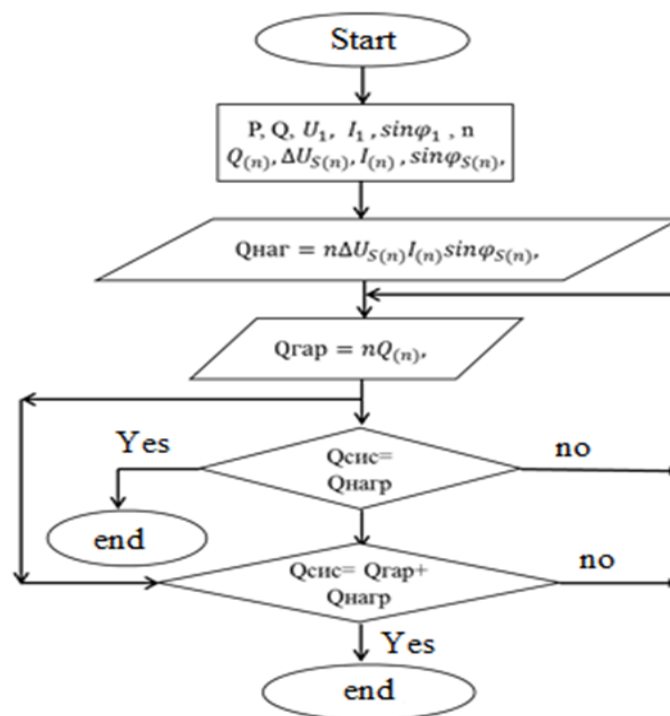 Start
P, Q, U₁, I₁, sinφ₁, n
Q₍ₙ₎, ΔU_S(n), I₍ₙ₎, sinφ_S(n),
Qнаг = nΔU_S(n)I₍ₙ₎sinφ_S(n),
Qгар = nQ₍ₙ₎,
Yes
Qсис=
Qнагр
no
end
Qсис= Qгар+
Qнагр
no
Yes
end